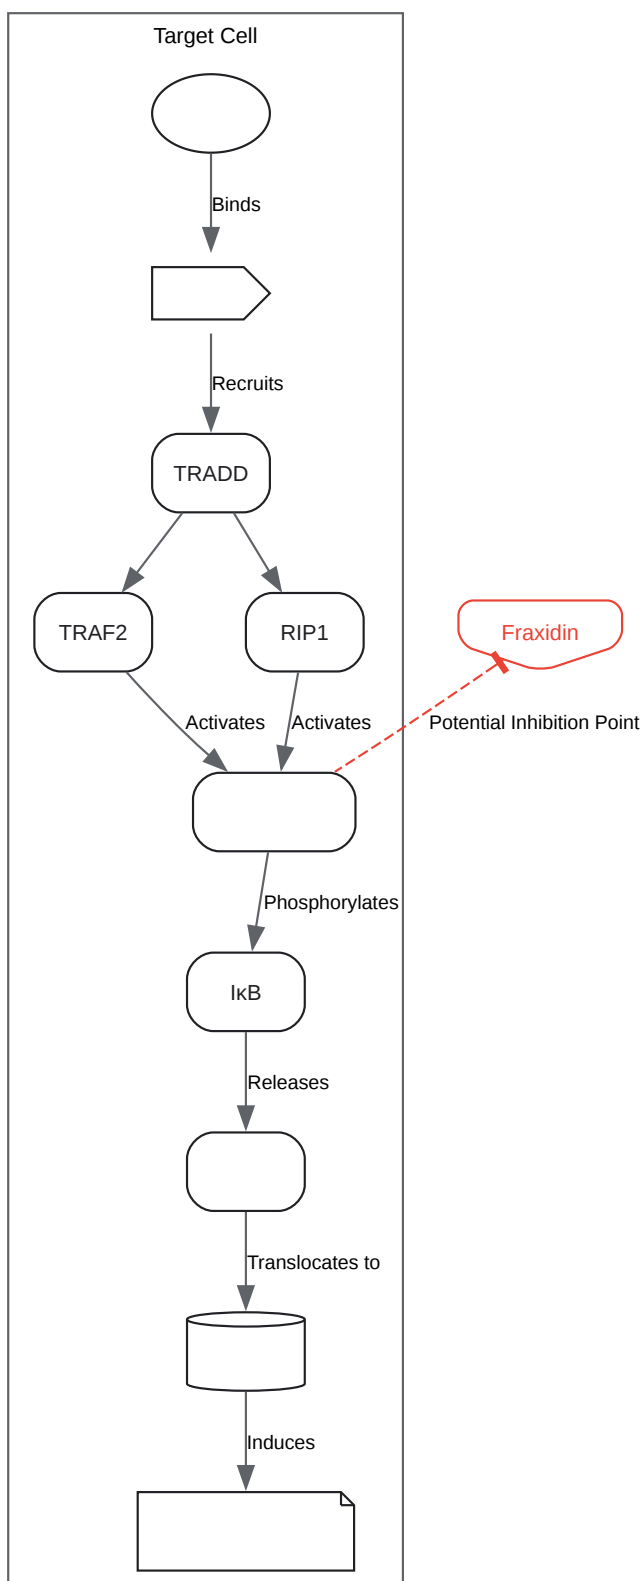 Target Cell
Binds
Recruits
TRADD
TRAF2
RIP1
Fraxidin
Activates
Activates
Potential Inhibition Point
Phosphorylates
IκB
Releases
Translocates to
Induces